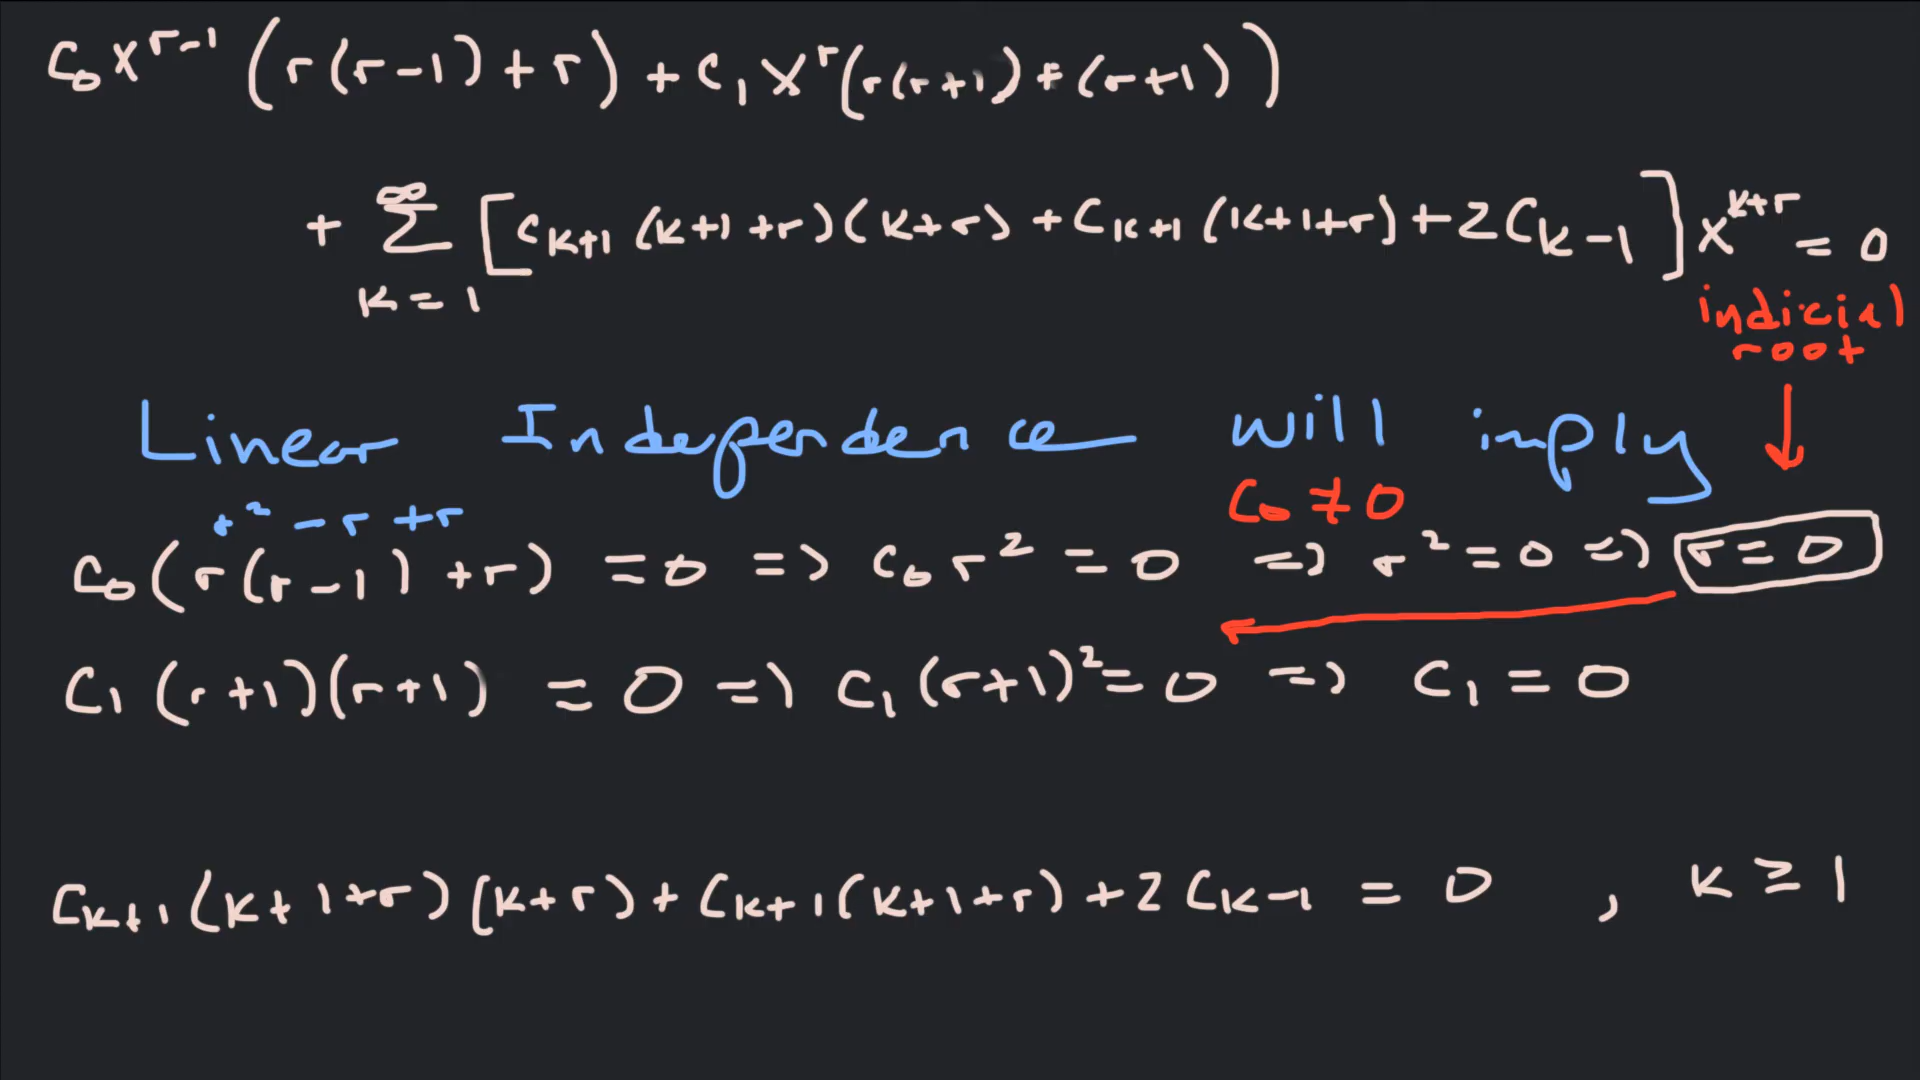 c₀x^{r-1} (r(r-1)+r) + c₁x^r (r(r+1)+(r+1))
+ ∑_{k=1}^{∞} [c_{k+1}(k+1+r)(k+r) + c_{k+1}(k+1+r) + 2c_{k-1}] x^{k+r} = 0
indicial
root
↓
Linear Independence will imply
r² - r + r
c₀ ≠ 0
c₀(r(r-1)+r) = 0 => c₀r² = 0 => r² = 0 => r = 0
c₁(r+1)(r+1) = 0 => c₁(r+1)² = 0 => c₁ = 0
c_{k+1}(k+1+r)(k+r) + c_{k+1}(k+1+r) + 2c_{k-1} = 0 , k ≥ 1